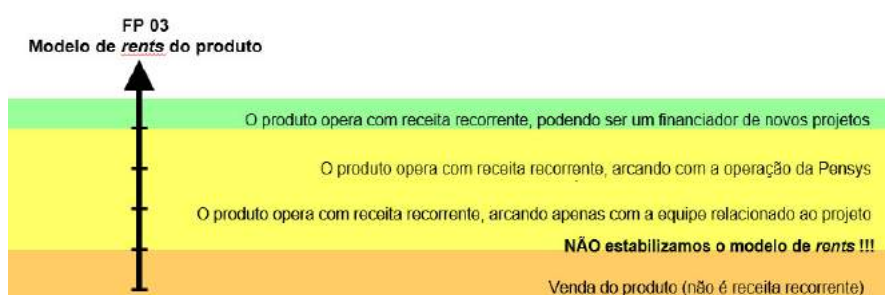 FP 03
Modelo de rents do produto
O produto opera com receita recorrente, podendo ser um financiador de novos projetos
O produto opera com receita recorrente, arcando com a operação da Pensys
O produto opera com receita recorrente, arcando apenas com a equipe relacionado ao projeto
NÃO estabilizamos o modelo de rents !!!
Venda do produto (não é receita recorrente)